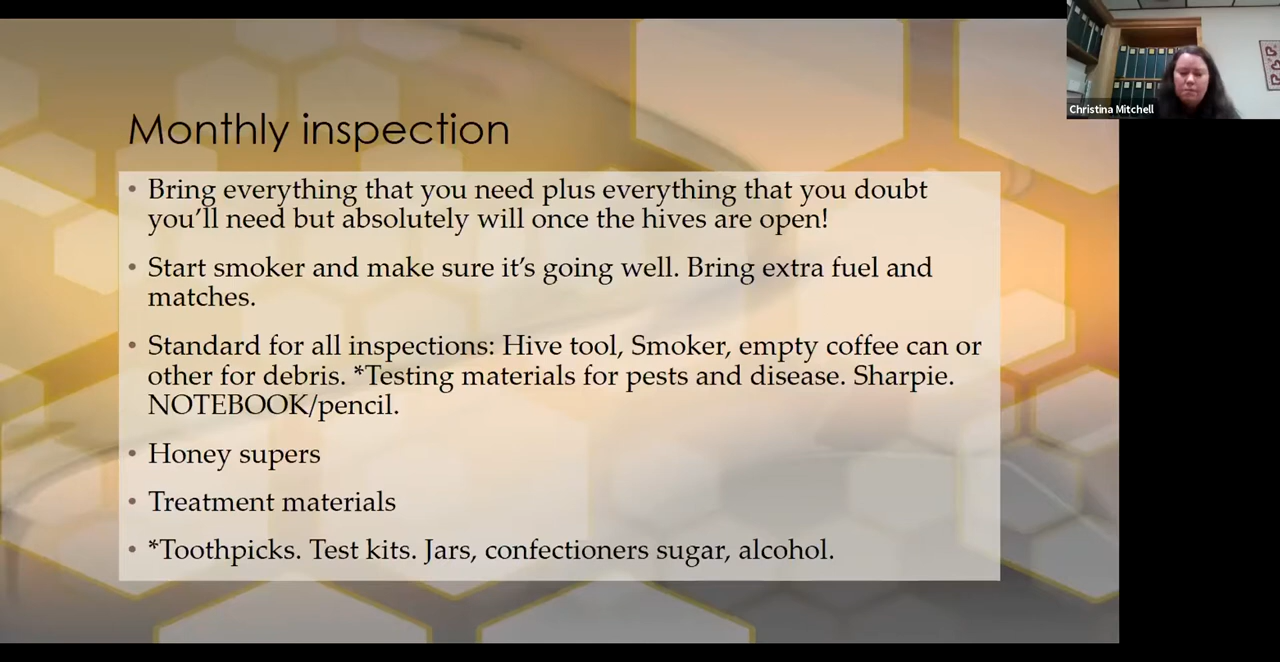 Monthly inspection
• Bring everything that you need plus everything that you doubt
you'll need but absolutely will once the hives are open!
• Start smoker and make sure it's going well. Bring extra fuel and
matches.
• Standard for all inspections: Hive tool, Smoker, empty coffee can or
other for debris. *Testing materials for pests and disease. Sharpie.
NOTEBOOK/pencil.
• Honey supers
• Treatment materials
• *Toothpicks. Test kits. Jars, confectioners sugar, alcohol.
Christina Mitchell